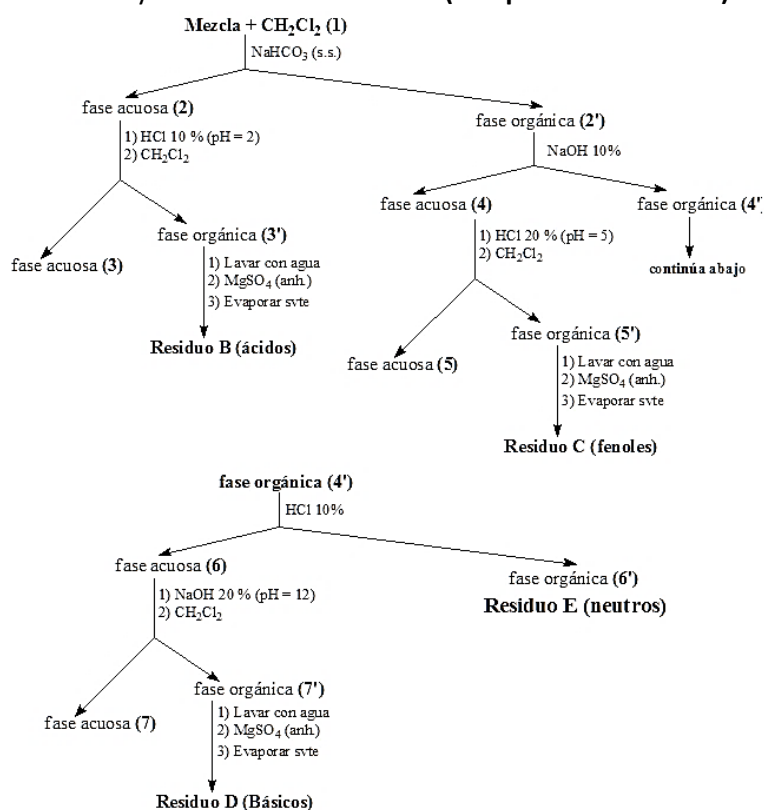 Mezcla + CH₂Cl₂ (1)
NaHCO₃ (s.s.)
fase acuosa (2)
fase orgánica (2')
1) HCl 10 % (pH = 2)
2) CH₂Cl₂
NaOH 10%
fase acuosa (3)
fase orgánica (3')
1) Lavar con agua
2) MgSO₄ (anh.)
3) Evaporar svte
Residuo B (ácidos)
fase acuosa (4)
fase orgánica (4')
1) HCl 20 % (pH = 5)
2) CH₂Cl₂
continúa abajo
fase acuosa (5)
fase orgánica (5')
1) Lavar con agua
2) MgSO₄ (anh.)
3) Evaporar svte
Residuo C (fenoles)
fase orgánica (4')
HCl 10%
fase acuosa (6)
fase orgánica (6')
Residuo E (neutros)
1) NaOH 20 % (pH = 12)
2) CH₂Cl₂
fase acuosa (7)
fase orgánica (7')
1) Lavar con agua
2) MgSO₄ (anh.)
3) Evaporar svte
Residuo D (Básicos)